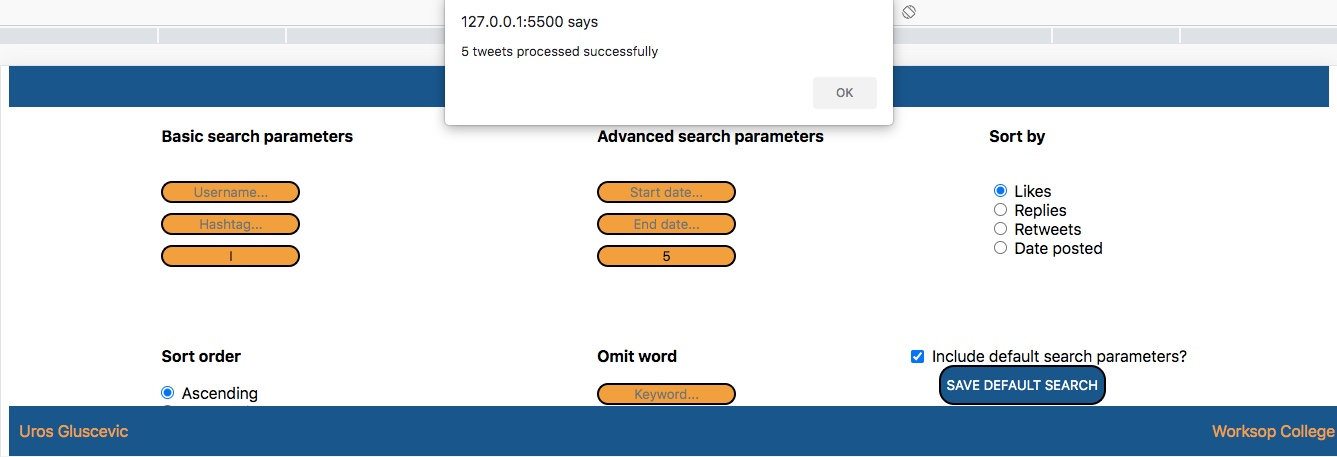 127.0.0.1:5500 says
5 tweets processed successfully
OK
Basic search parameters
Username...
Hashtag...
I
Advanced search parameters
Start date...
End date...
5
Sort by
Likes
Replies
Retweets
Date posted
Sort order
Ascending
Omit word
Keyword...
Include default search parameters?
SAVE DEFAULT SEARCH
Uros Gluscevic
Worksop College